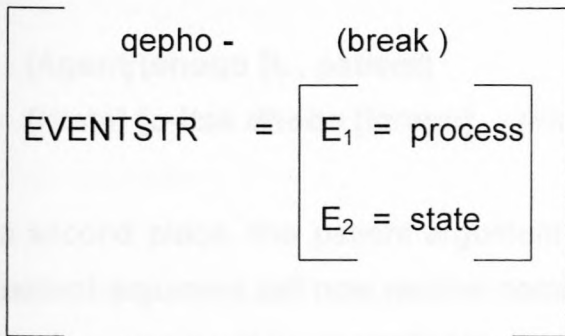 qepho - (break )
EVENTSTR = E₁ = process
E₂ = state